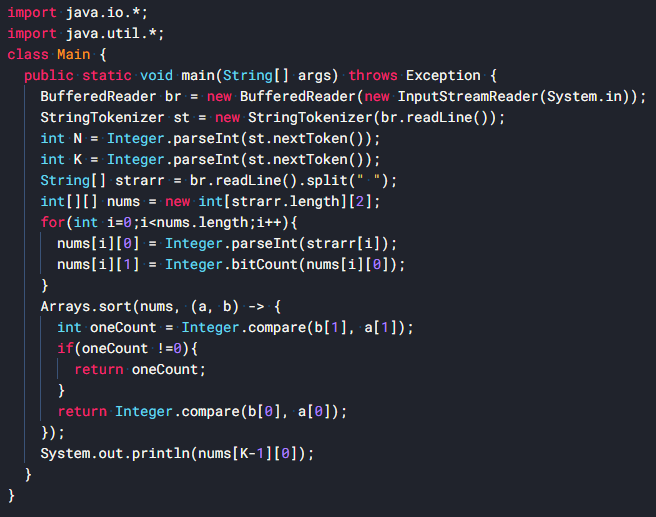 import java.io.*;
import java.util.*;
class Main {
  public static void main(String[] args) throws Exception {
    BufferedReader br = new BufferedReader(new InputStreamReader(System.in));
    StringTokenizer st = new StringTokenizer(br.readLine());
    int N = Integer.parseInt(st.nextToken());
    int K = Integer.parseInt(st.nextToken());
    String[] strarr = br.readLine().split(" ");
    int[][] nums = new int[strarr.length][2];
    for(int i=0;i<nums.length;i++){
      nums[i][0] = Integer.parseInt(strarr[i]);
      nums[i][1] = Integer.bitCount(nums[i][0]);
    }
    Arrays.sort(nums, (a, b) -> {
      int oneCount = Integer.compare(b[1], a[1]);
      if(oneCount !=0){
        return oneCount;
      }
      return Integer.compare(b[0], a[0]);
    });
    System.out.println(nums[K-1][0]);
  }
}